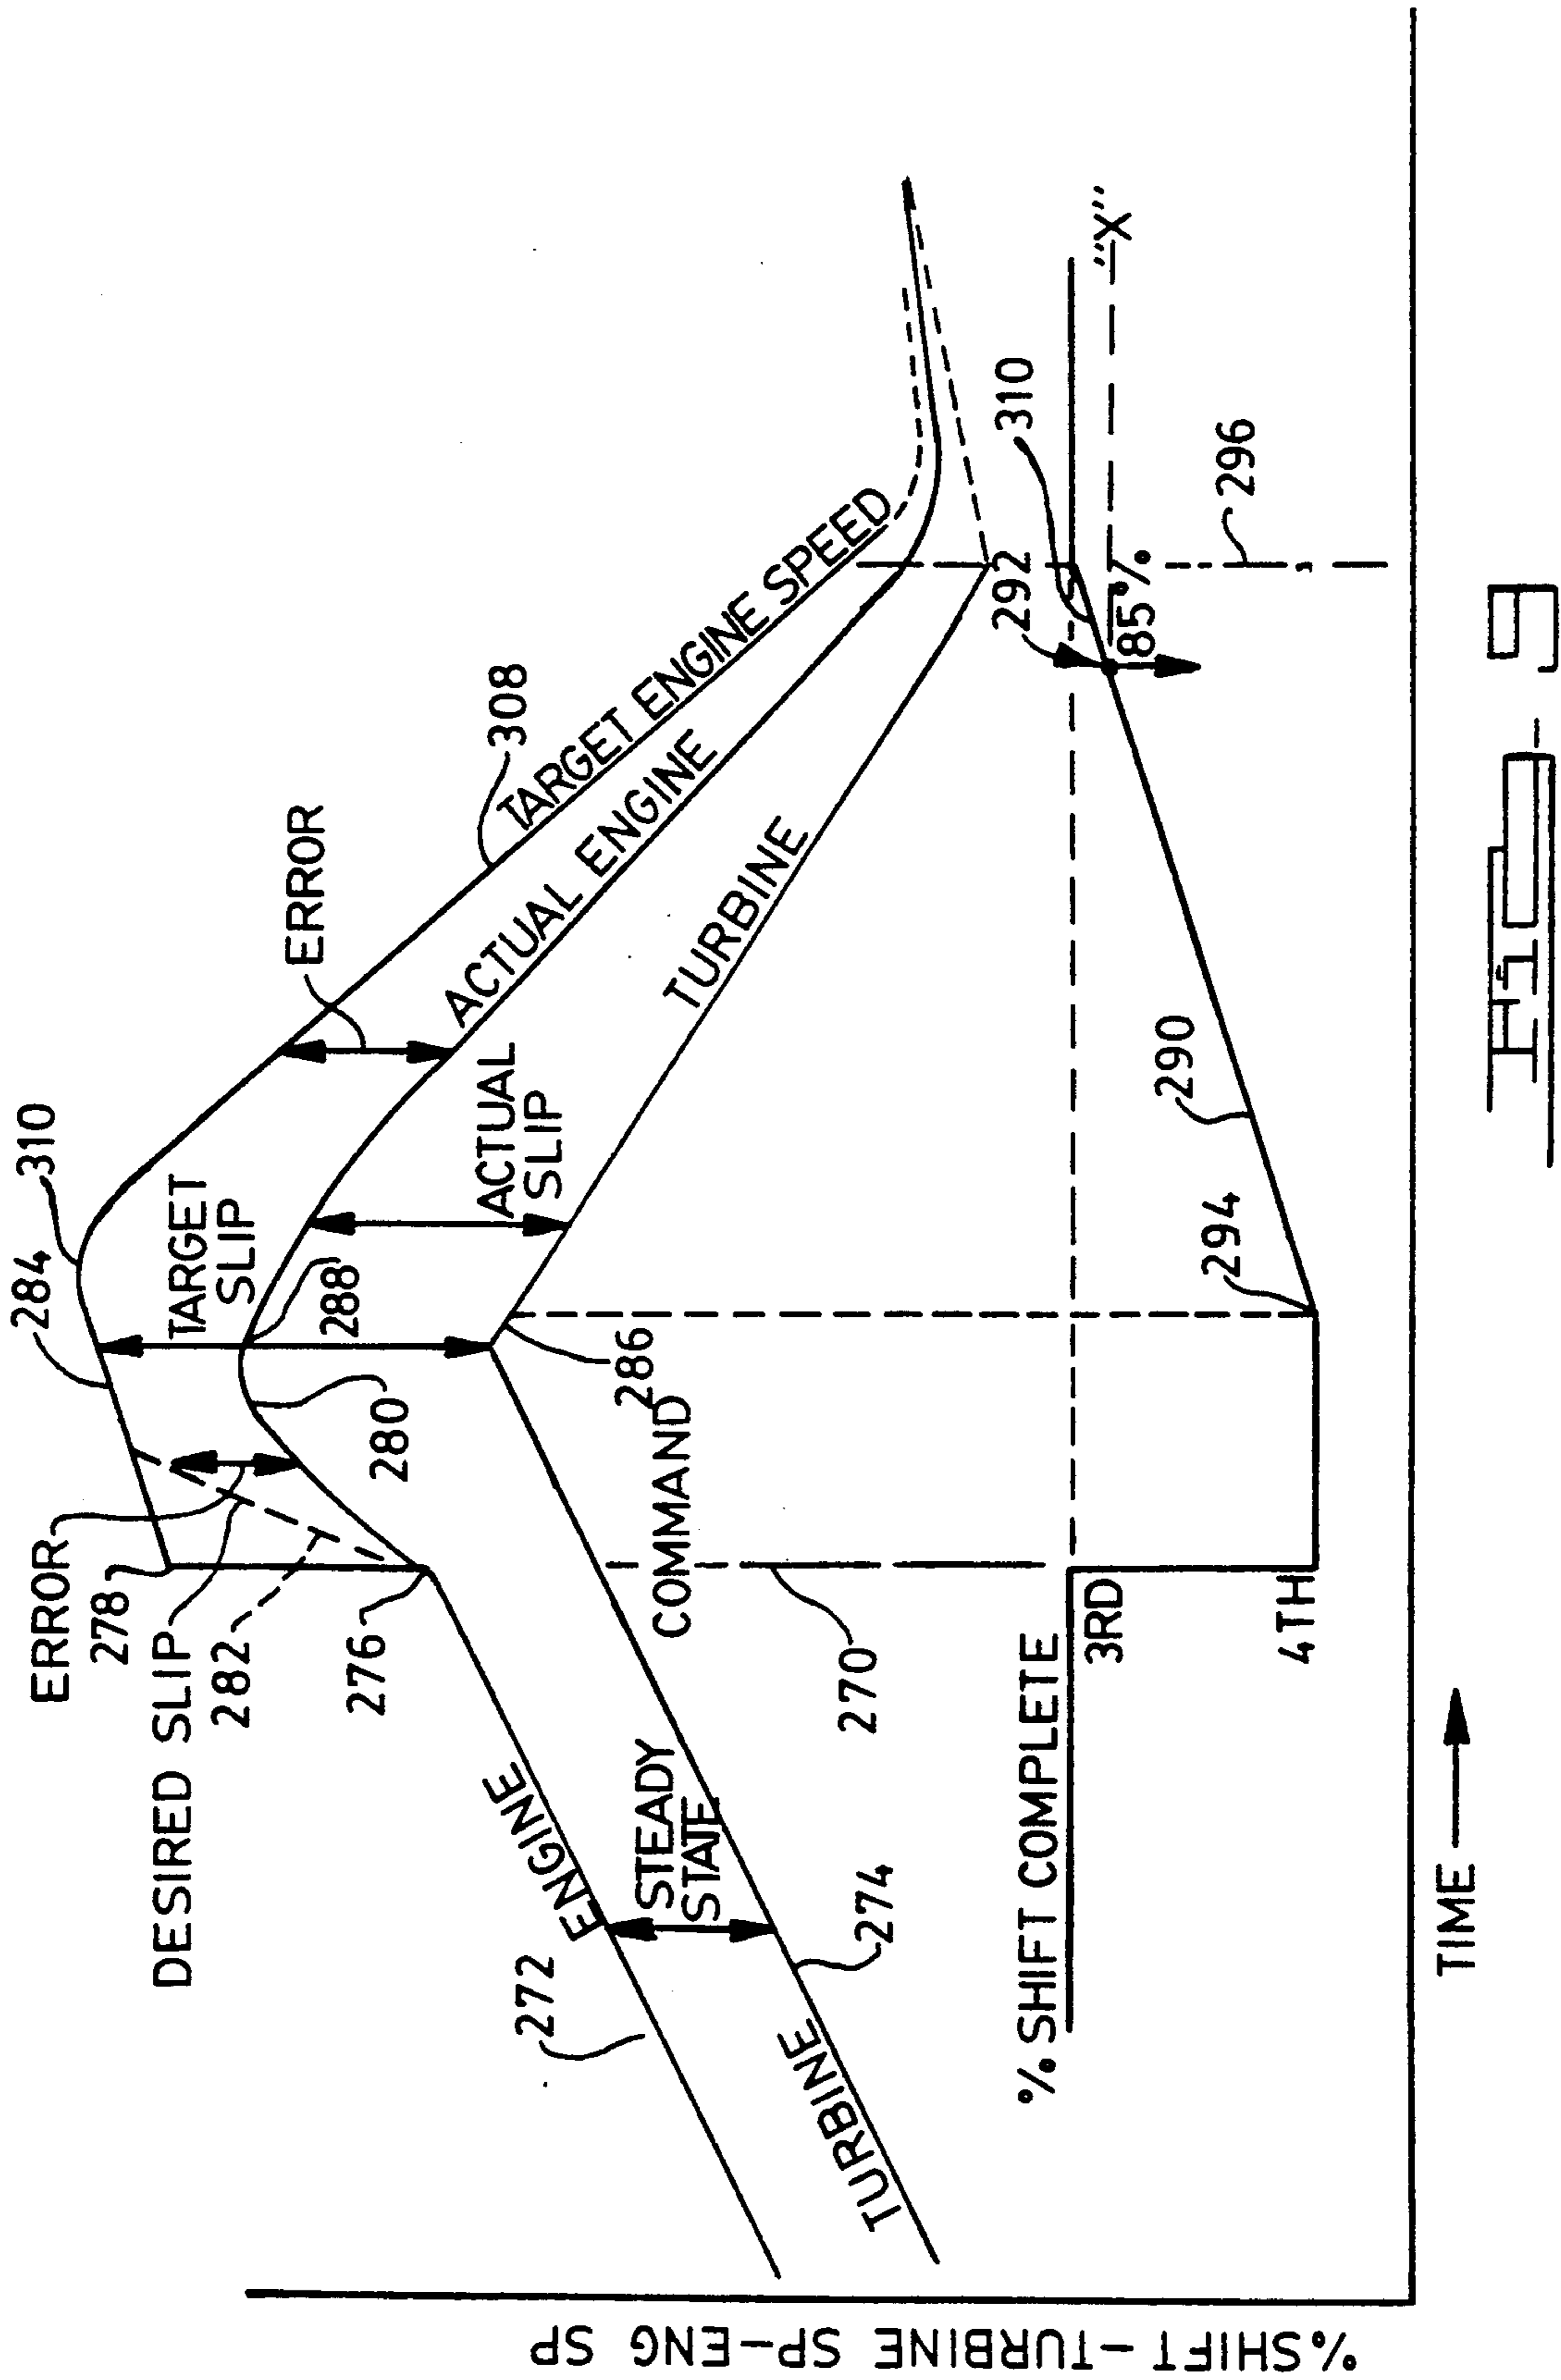 ERROR
278
DESIRED SLIP
282
276
284
310
TARGET
SLIP
288
280
ERROR
308
TARGET ENGINE SPEED
ACTUAL ENGINE
ACTUAL
SLIP
TURBINE
286
COMMAND
270
ENGINE
272
STEADY
STATE
274
TURBINE
% SHIFT COMPLETE
3RD
4TH
294
290
292
310
85%
"X"
296
TIME
%SHIFT-TURBINE SP-ENG SP
Fig. 9